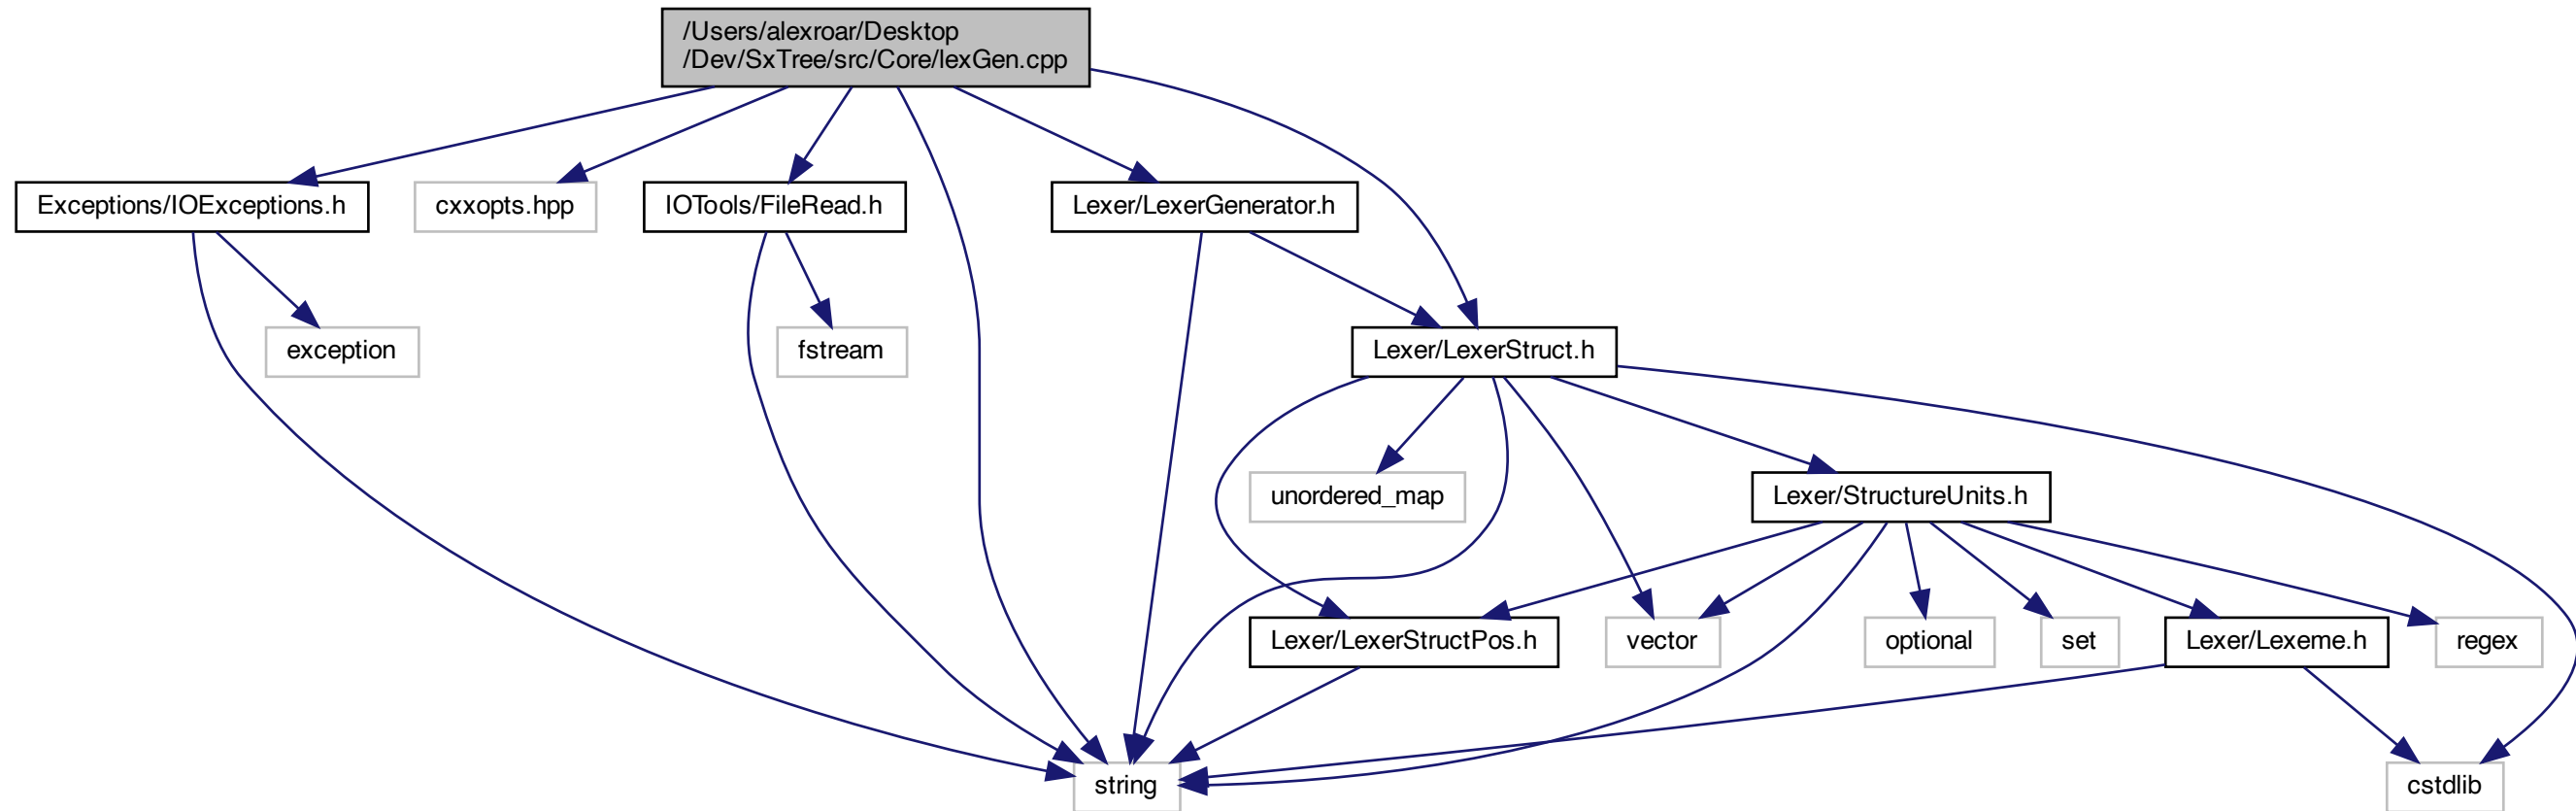 /Users/alexroar/Desktop
/Dev/SxTree/src/Core/lexGen.cpp
Exceptions/IOExceptions.h
cxxopts.hpp
IOTools/FileRead.h
Lexer/LexerGenerator.h
exception
fstream
Lexer/LexerStruct.h
unordered_map
Lexer/StructureUnits.h
Lexer/LexerStructPos.h
vector
optional
set
Lexer/Lexeme.h
regex
string
cstdlib